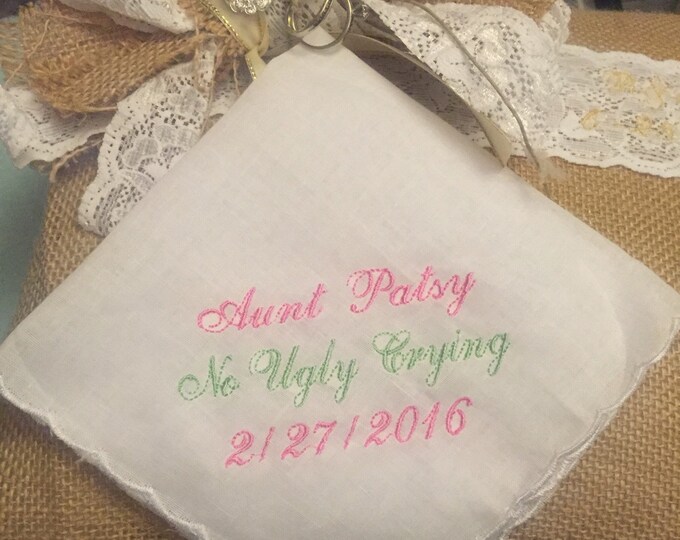 Aunt Patsy
No Ugly Crying
2/27/2016